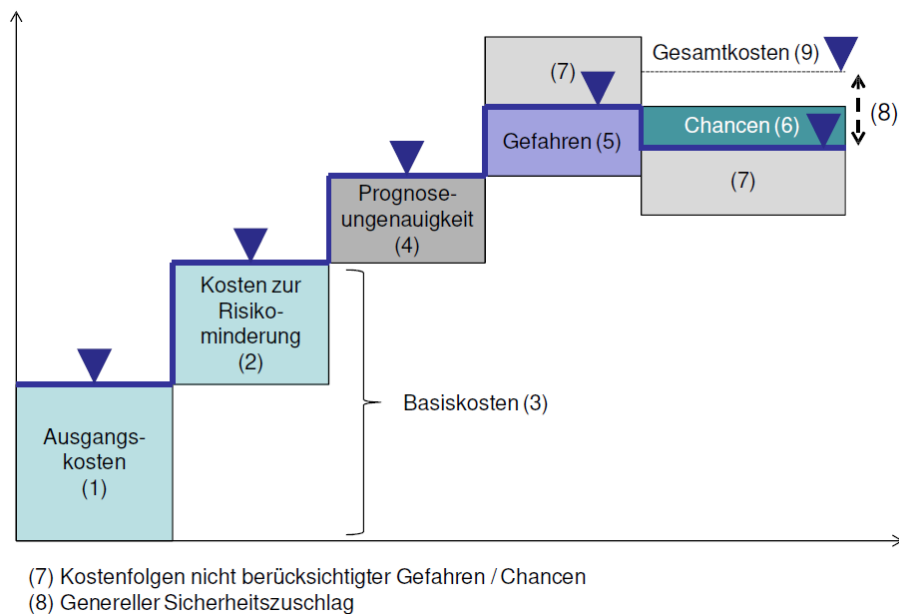 (7)
Gesamtkosten (9)
(8)
Gefahren (5)
Chancen (6)
(7)
Prognose-
ungenauigkeit
(4)
Kosten zur
Risiko-
minderung
(2)
Basiskosten (3)
Ausgangs-
kosten
(1)
(7) Kostenfolgen nicht berücksichtigter Gefahren / Chancen
(8) Genereller Sicherheitszuschlag